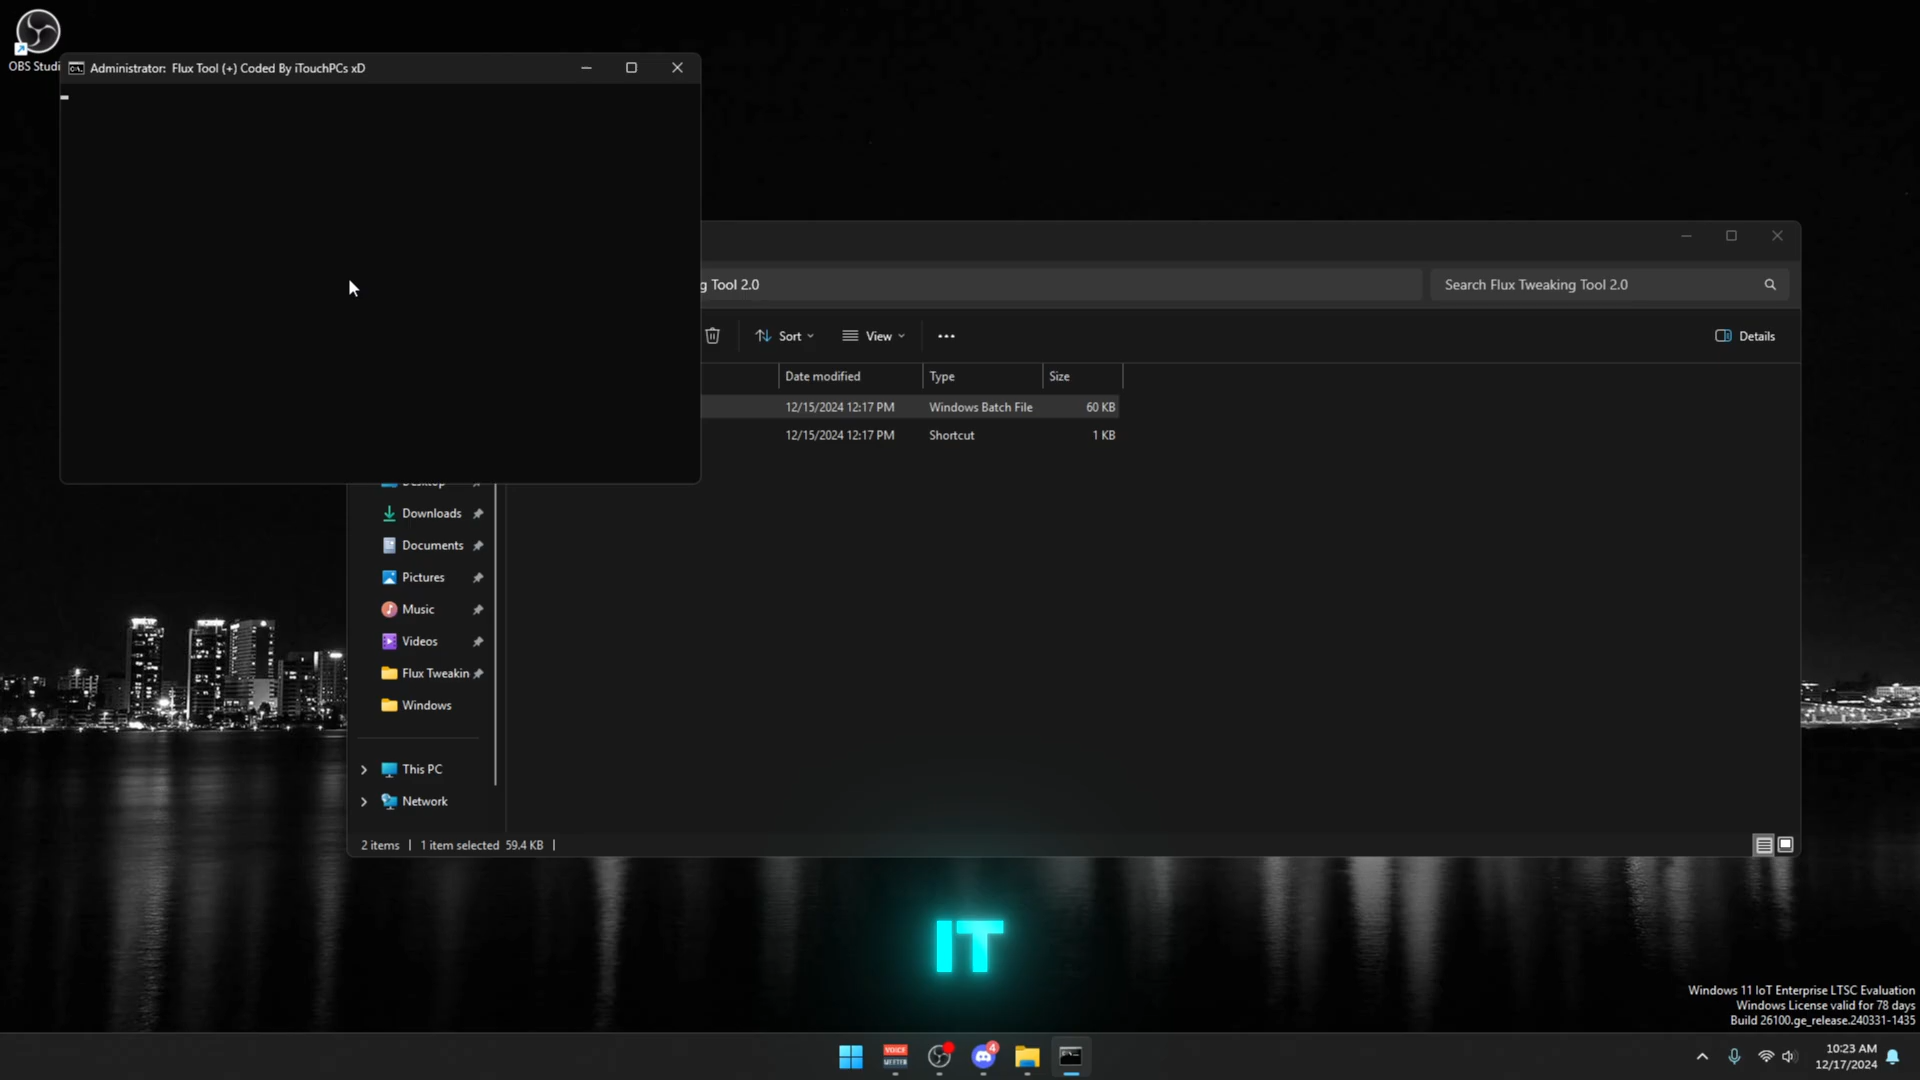 OBS Studi
Administrator: Flux Tool (+) Coded By iTouchPCs xD
g Tool 2.0
Search Flux Tweaking Tool 2.0
Sort
View
Details
Date modified
Type
Size
12/15/2024 12:17 PM
Windows Batch File
60 KB
12/15/2024 12:17 PM
Shortcut
1 KB
Desktop
Downloads
Documents
Pictures
Music
Videos
Flux Tweakin
Windows
This PC
Network
2 items
1 item selected 59.4 KB
IT
Windows 11 IoT Enterprise LTSC Evaluation
Windows License valid for 78 days
Build 26100.ge_release.240331-1435
VOICE
MEETER
4
10:23 AM
12/17/2024